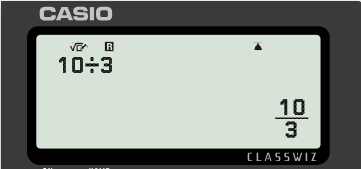 CASIO
√▱ R ▲
10÷3
10
3
CLASSWIZ